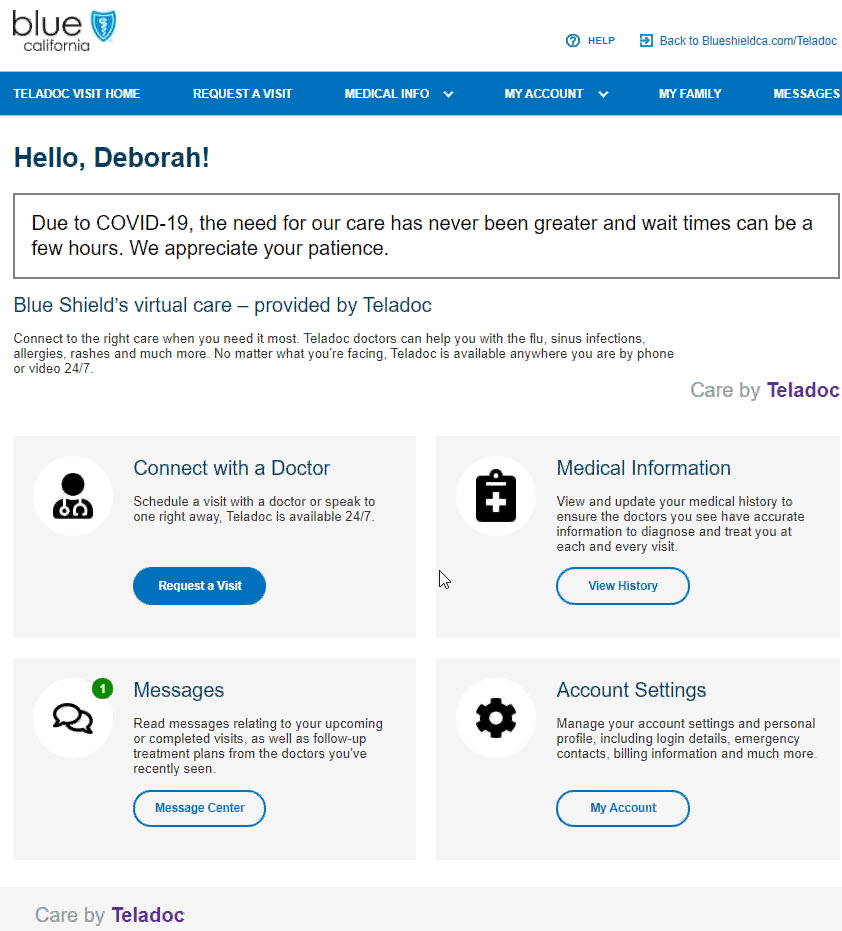 blue
california
HELP
Back to Blueshieldca.com/Teladoc
TELADOC VISIT HOME REQUEST A VISIT MEDICAL INFO MY ACCOUNT MY FAMILY MESSAGES
Hello, Deborah!
Due to COVID-19, the need for our care has never been greater and wait times can be a
few hours. We appreciate your patience.
Blue Shield's virtual care – provided by Teladoc
Connect to the right care when you need it most. Teladoc doctors can help you with the flu, sinus infections,
allergies, rashes and much more. No matter what you're facing, Teladoc is available anywhere you are by phone
or video 24/7.
Care by Teladoc
Connect with a Doctor
Schedule a visit with a doctor or speak to
one right away, Teladoc is available 24/7.
Request a Visit
Medical Information
View and update your medical history to
ensure the doctors you see have accurate
information to diagnose and treat you at
each and every visit.
View History
1
Messages
Read messages relating to your upcoming
or completed visits, as well as follow-up
treatment plans from the doctors you've
recently seen.
Message Center
Account Settings
Manage your account settings and personal
profile, including login details, emergency
contacts, billing information and much more.
My Account
Care by Teladoc